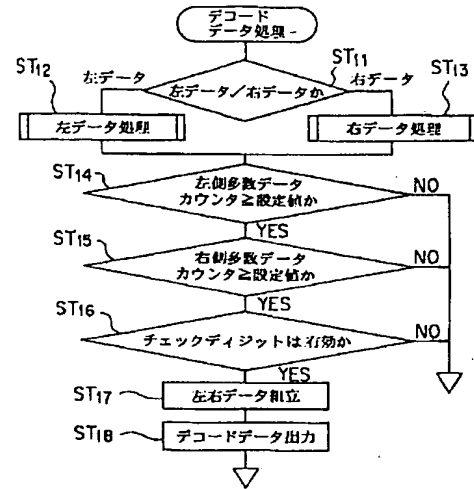 デコード
データ処理
ST11
左データ
右データ
ST12
左データ/右データか
ST13
左データ処理
右データ処理
ST14
左側多数データ
カウンタ≧設定値か
NO
YES
ST15
右側多数データ
カウンタ≧設定値か
NO
YES
ST16
チェックディジットは有効か
NO
YES
ST17
左右データ組立
ST18
デコードデータ出力